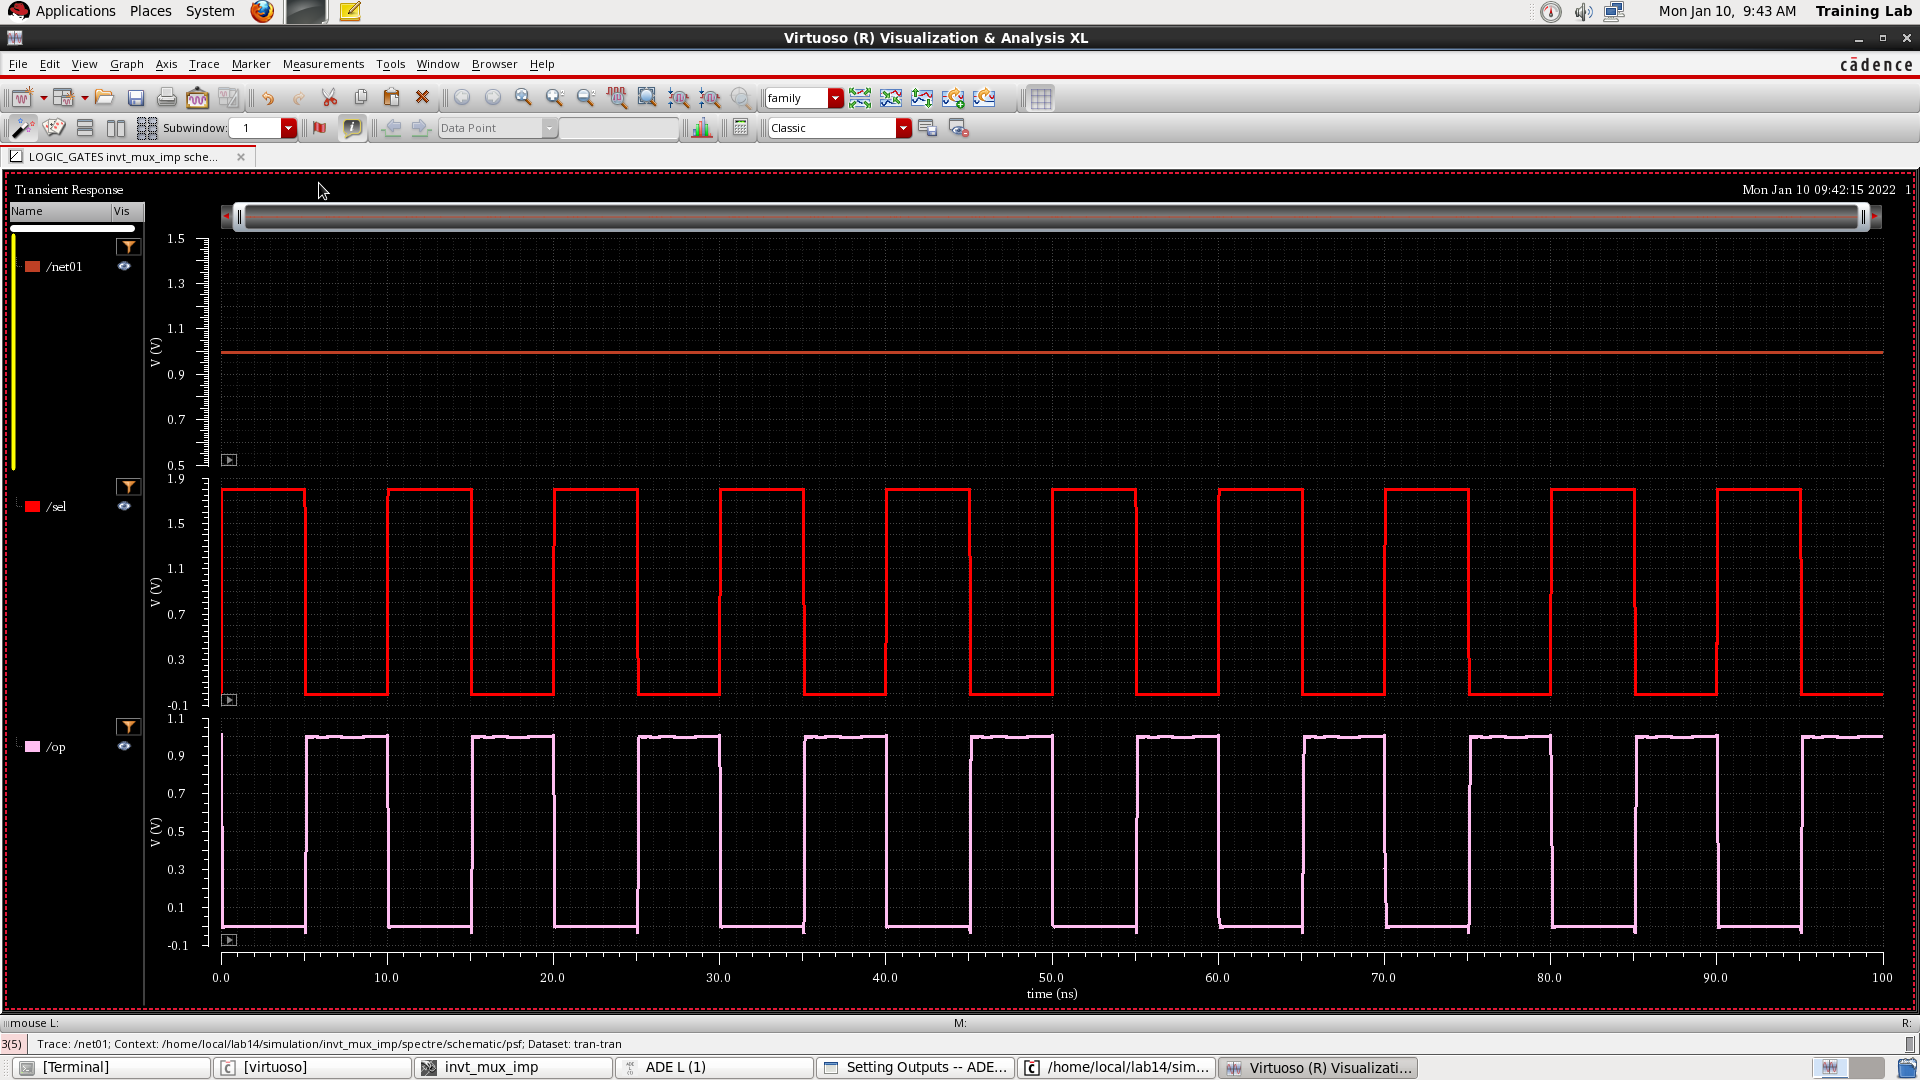 Applications Places System Mon Jan 10, 9:43 AM Training Lab
Virtuoso (R) Visualization & Analysis XL
File Edit View Graph Axis Trace Marker Measurements Tools Window Browser Help cādence
family
Subwindow: 1 Data Point Classic
LOGIC_GATES invt_mux_imp sche...
Transient Response Mon Jan 10 09:42:15 2022 1
Name Vis
/net01
1.5
1.3
1.1
0.9
0.7
0.5
V (V)
/sel
1.9
1.5
1.1
0.7
0.3
-0.1
V (V)
/op
1.1
0.9
0.7
0.5
0.3
0.1
-0.1
V (V)
0.0 10.0 20.0 30.0 40.0 50.0 60.0 70.0 80.0 90.0 100
time (ns)
mouse L: M: R:
3(5) Trace: /net01; Context: /home/local/lab14/simulation/invt_mux_imp/spectre/schematic/psf; Dataset: tran-tran
[Terminal] [virtuoso] invt_mux_imp ADE L (1) Setting Outputs -- ADE... /home/local/lab14/sim... Virtuoso (R) Visualizati...